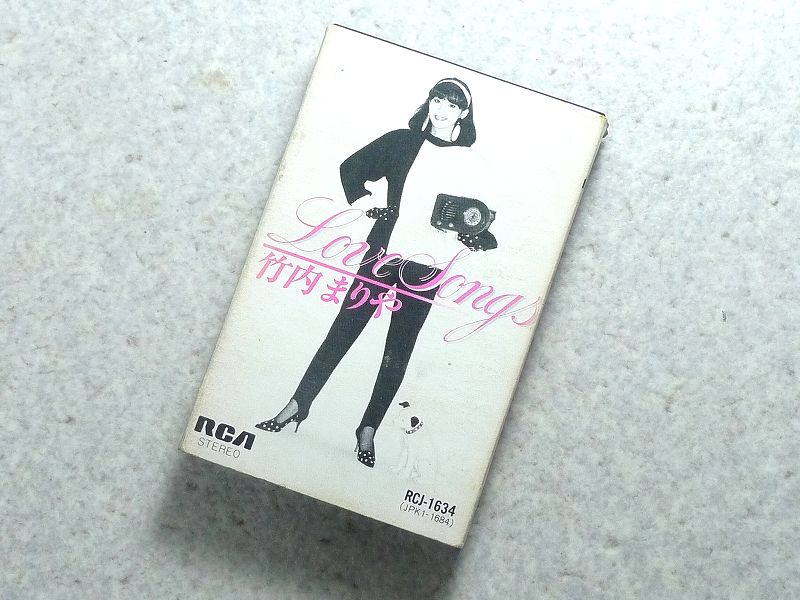 Love Songs
竹内まりや
RCA
STEREO
RCJ-1634
(JPK1-1684)